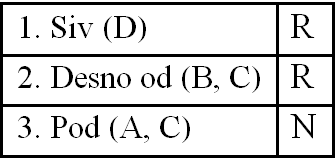 1. Siv (D) R
2. Desno od (B, C) R
3. Pod (A, C) N